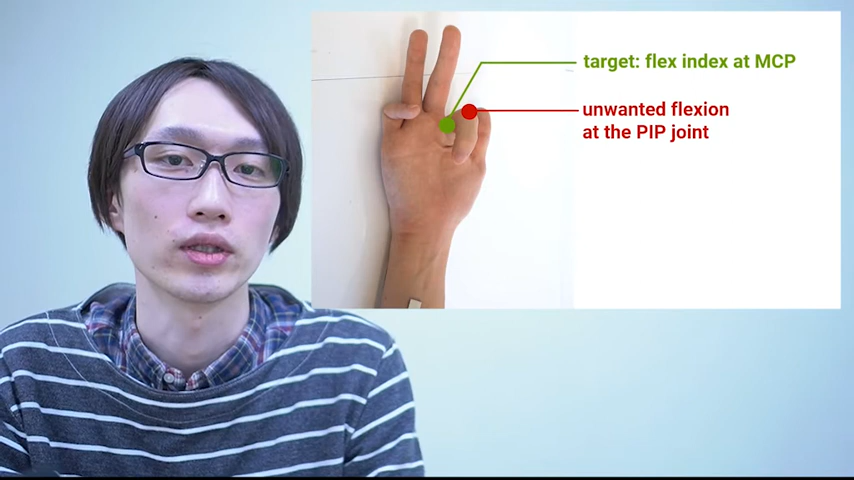 target: flex index at MCP
unwanted flexion
at the PIP joint